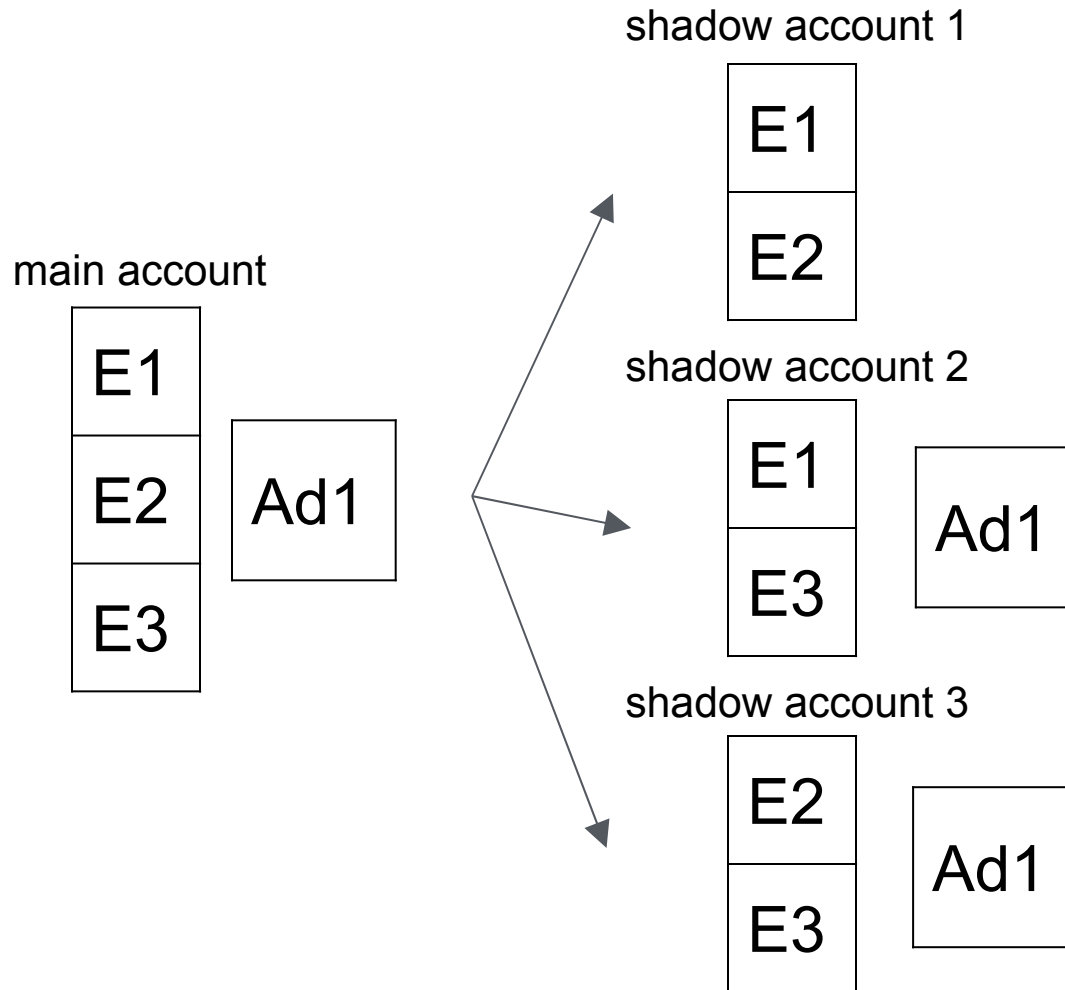 main account
E1
E2
E3
Ad1
shadow account 1
E1
E2
shadow account 2
E1
E3
Ad1
shadow account 3
E2
E3
Ad1